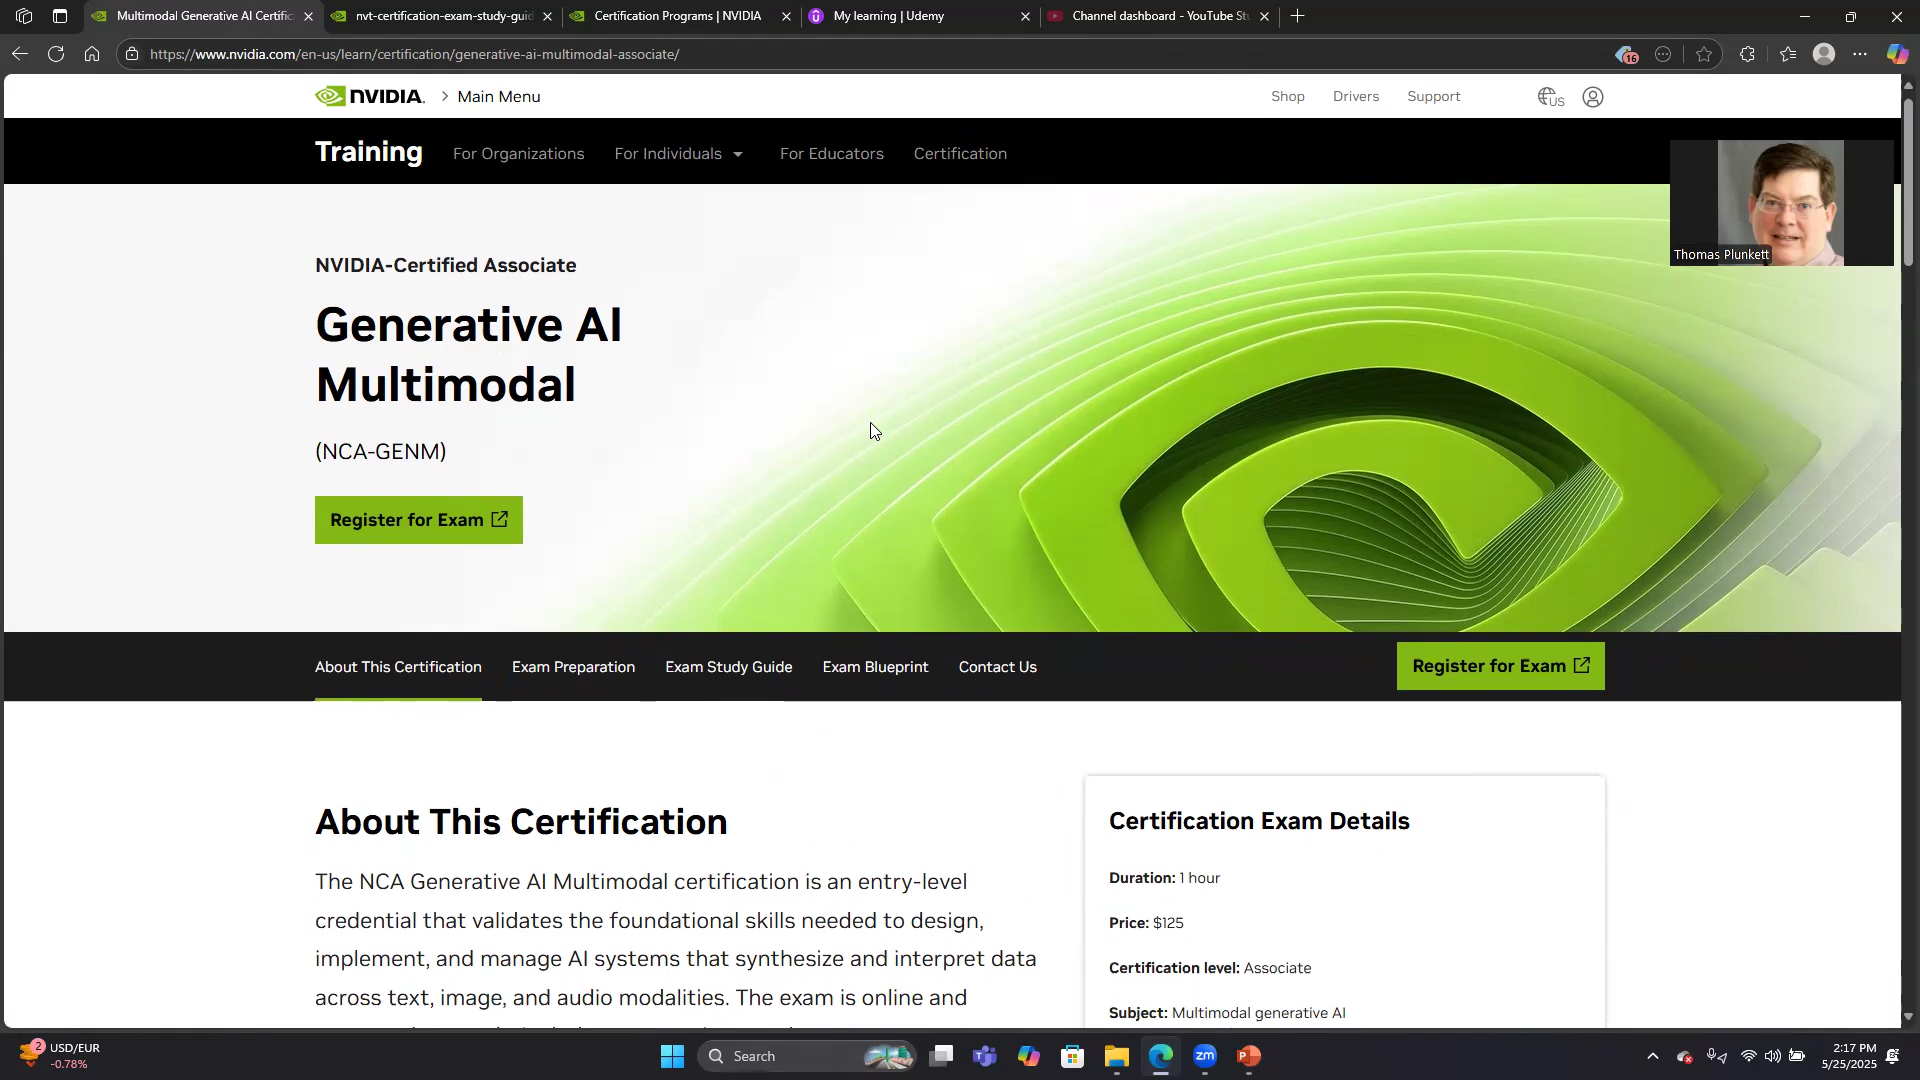 Multimodal Generative AI Certific
nvt-certification-exam-study-guid
Certification Programs | NVIDIA
My learning | Udemy
Channel dashboard - YouTube St
https://www.nvidia.com/en-us/learn/certification/generative-ai-multimodal-associate/
16
NVIDIA.
Main Menu
Shop
Drivers
Support
US
Training
For Organizations
For Individuals
For Educators
Certification
Thomas Plunkett
NVIDIA-Certified Associate
Generative AI
Multimodal
(NCA-GENM)
Register for Exam
About This Certification
Exam Preparation
Exam Study Guide
Exam Blueprint
Contact Us
Register for Exam
About This Certification
The NCA Generative AI Multimodal certification is an entry-level
credential that validates the foundational skills needed to design,
implement, and manage AI systems that synthesize and interpret data
across text, image, and audio modalities. The exam is online and
Certification Exam Details
Duration: 1 hour
Price: $125
Certification level: Associate
Subject: Multimodal generative AI
2
USD/EUR
-0.78%
Search
zm
P
2:17 PM
5/25/2025